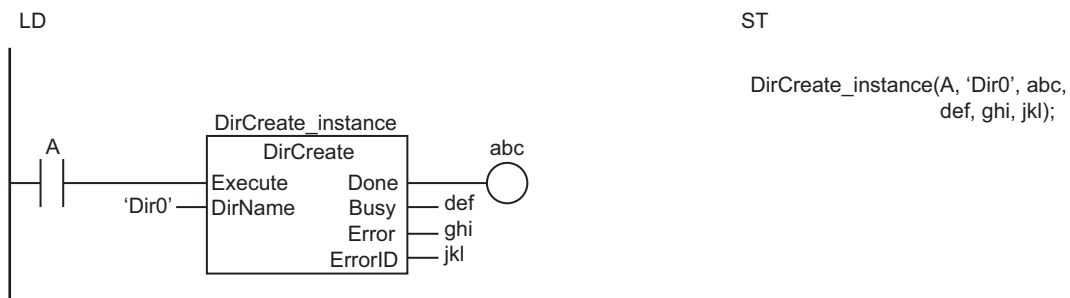 LD
ST
DirCreate_instance(A, ‘Dir0’, abc,
def, ghi, jkl);
DirCreate_instance
A
DirCreate
abc
Execute
Done
‘Dir0’
DirName
Busy
def
Error
ghi
ErrorID
jkl